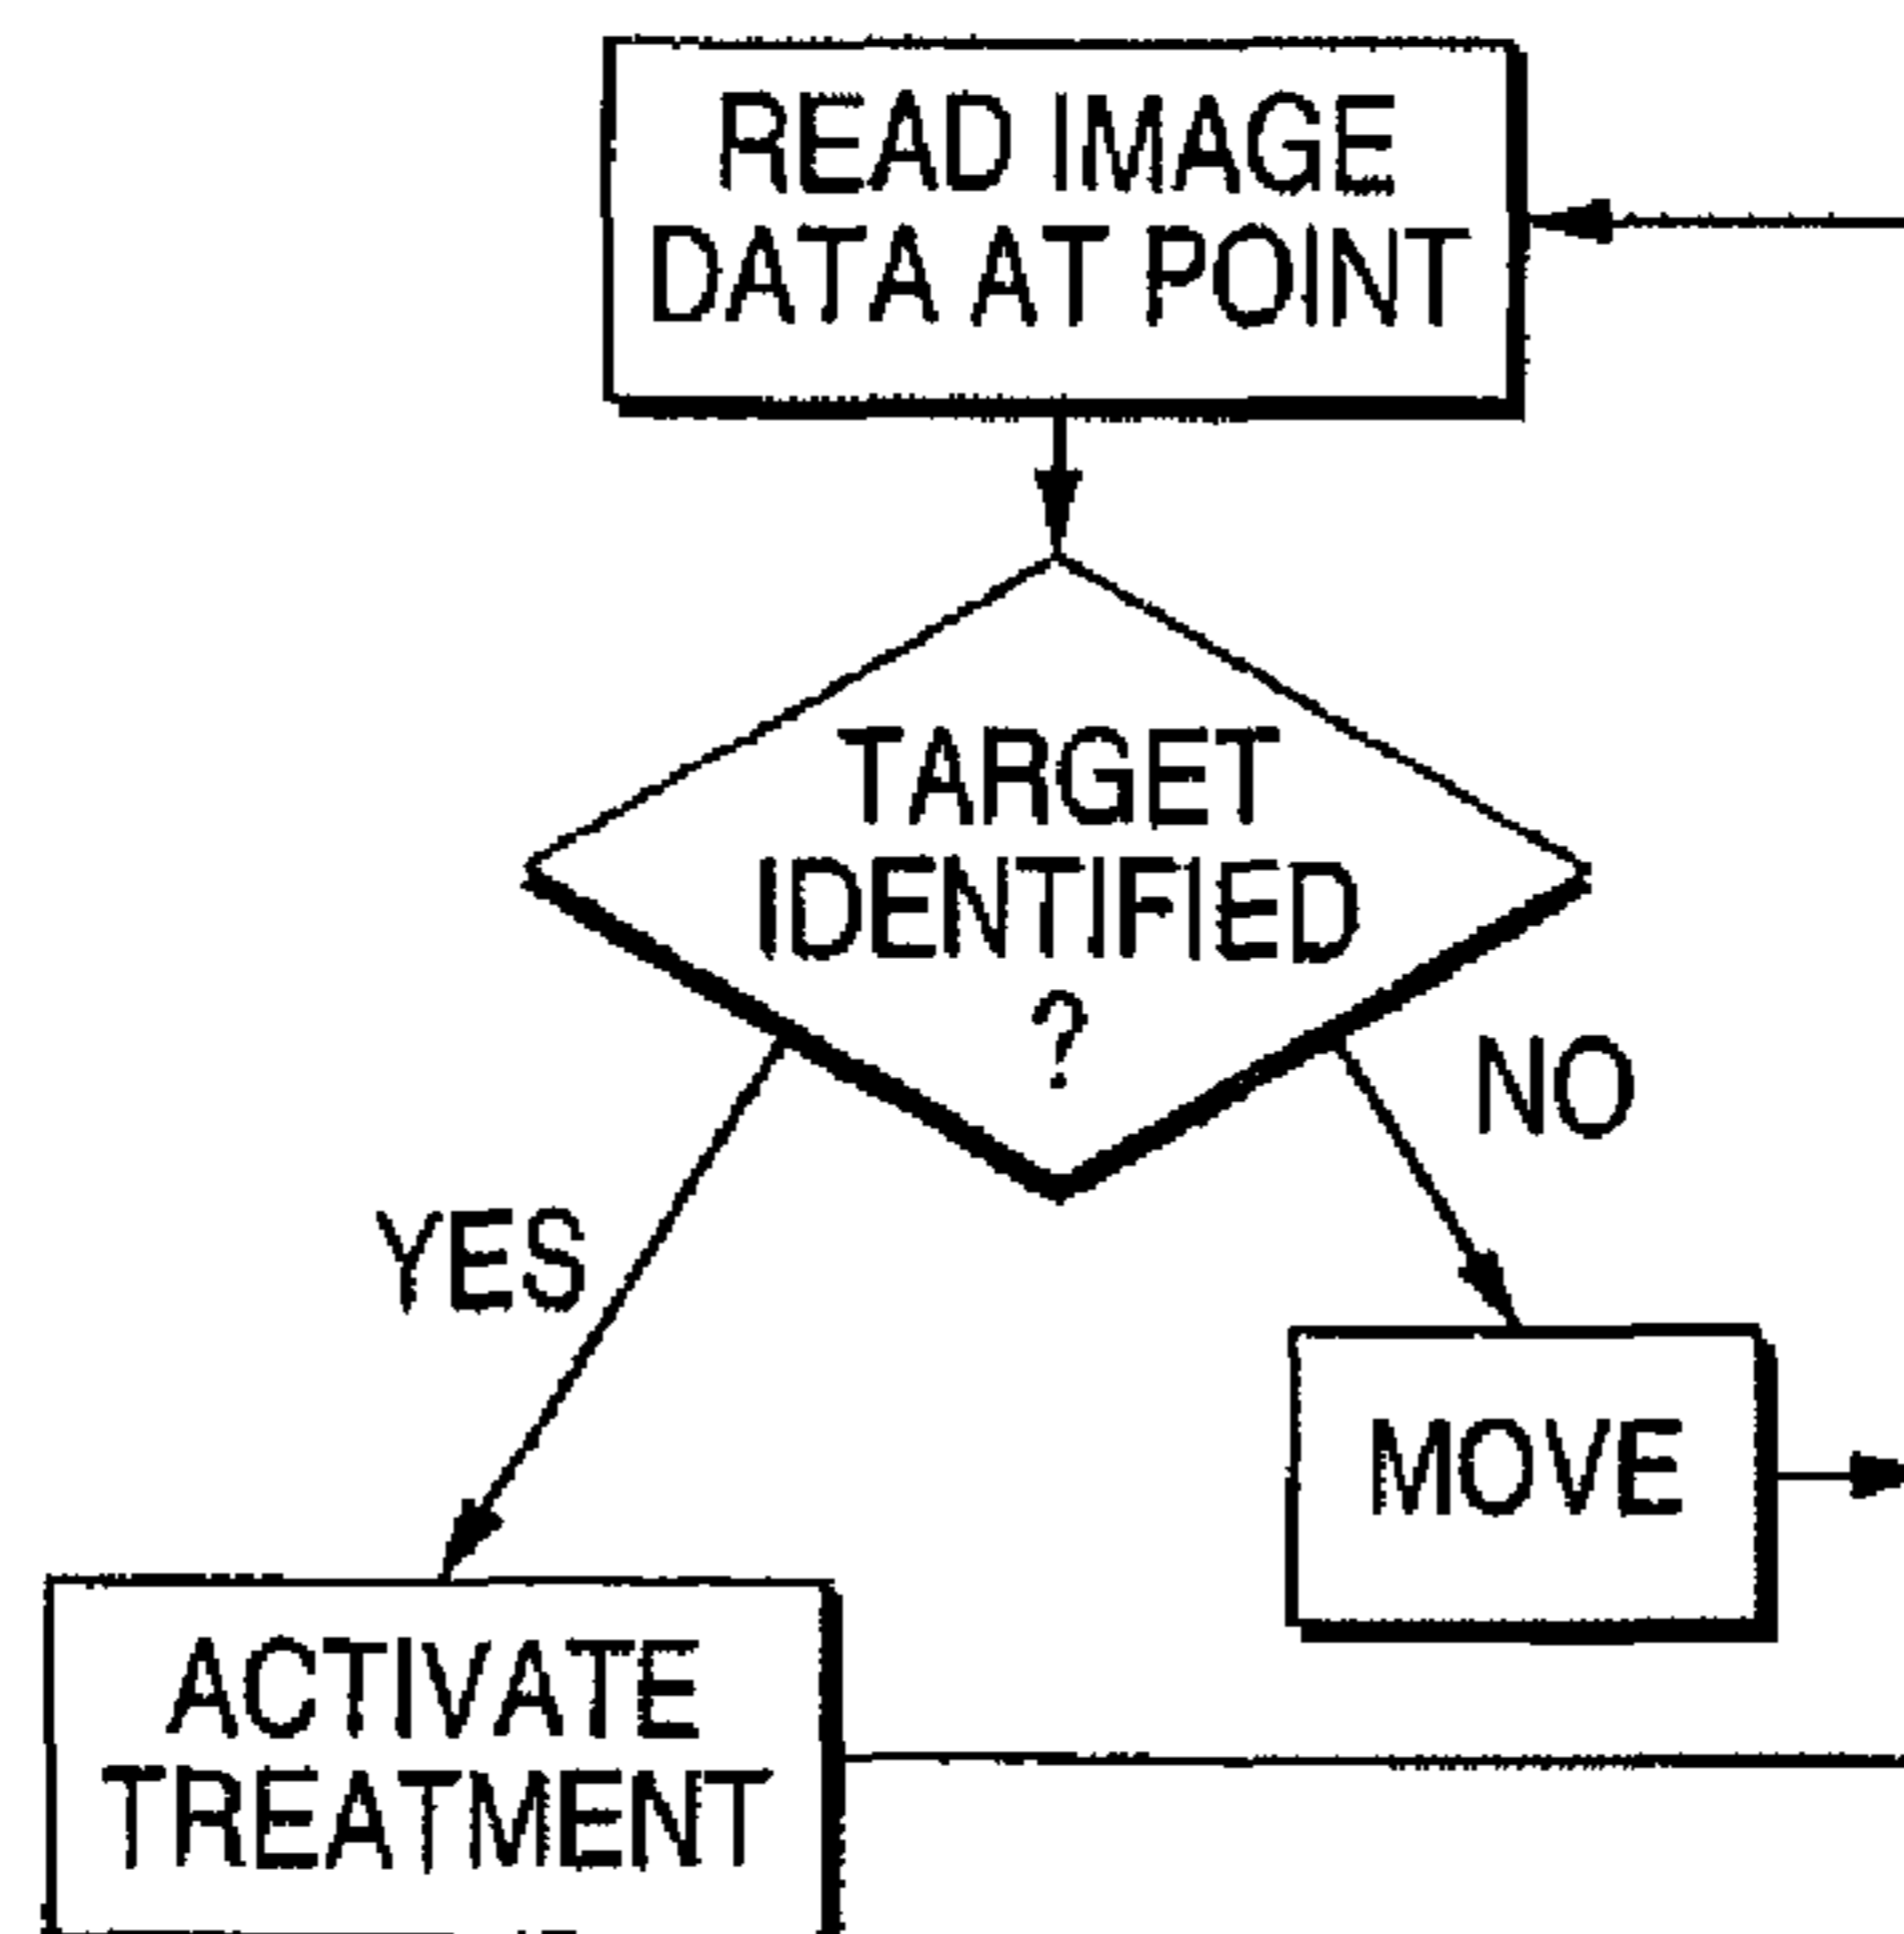 READ IMAGE
DATA AT POINT
TARGET
IDENTIFIED
?
NO
YES
MOVE
ACTIVATE
TREATMENT